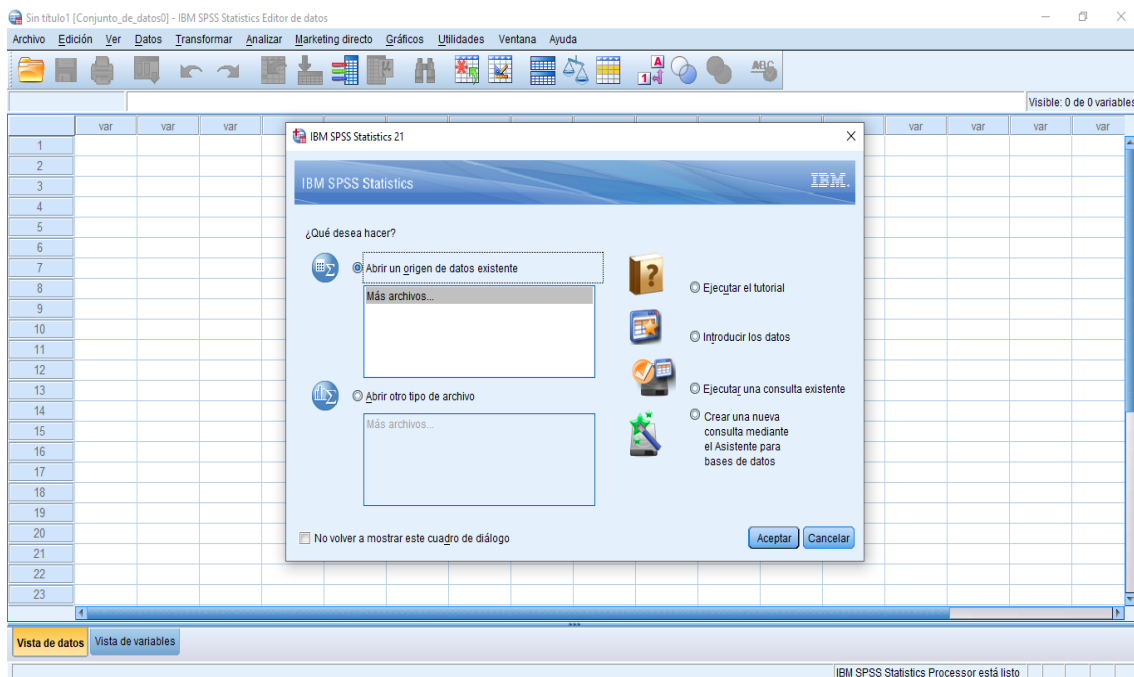 Sin título1 [Conjunto_de_datos0] - IBM SPSS Statistics Editor de datos
Archivo Edición Ver Datos Transformar Analizar Marketing directo Gráficos Utilidades Ventana Ayuda
Visible: 0 de 0 variables
var var var var var var var
1
2
3
4
5
6
7
8
9
10
11
12
13
14
15
16
17
18
19
20
21
22
23
IBM SPSS Statistics 21
IBM SPSS Statistics
IBM.
¿Qué desea hacer?
Abrir un origen de datos existente
Más archivos...
Abrir otro tipo de archivo
Más archivos...
Ejecutar el tutorial
Introducir los datos
Ejecutar una consulta existente
Crear una nueva
consulta mediante
el Asistente para
bases de datos
No volver a mostrar este cuadro de diálogo
Aceptar Cancelar
Vista de datos Vista de variables
IBM SPSS Statistics Processor está listo